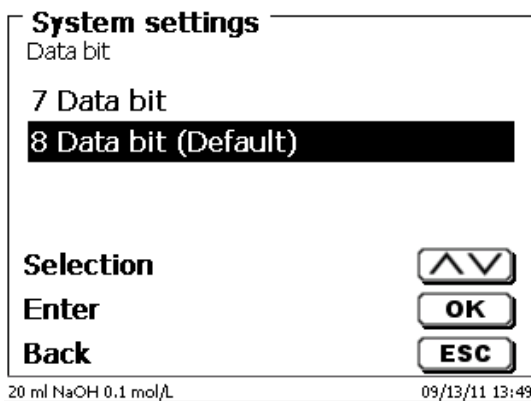 System settings
Data bit
7 Data bit
8 Data bit (Default)
Selection
Enter OK
Back ESC
20 ml NaOH 0.1 mol/L 09/13/11 13:49